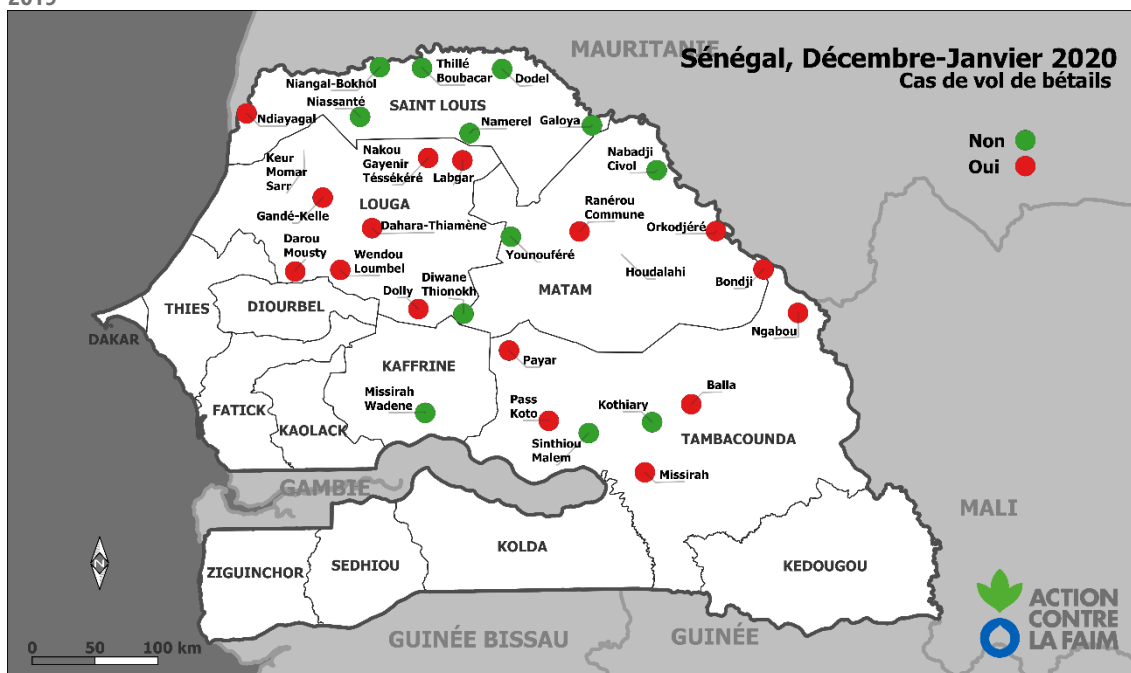 2019
MAURITANIE
Sénégal, Décembre-Janvier 2020
Cas de vol de bétails
Non
Oui
Thillé
Boubacar
Niangal-Bokhol
Dodel
Niassanté
SAINT LOUIS
Ndiayagal
Namerel
Galoya
Nakou
Gayenir
Téssékéré
Labgar
Keur
Momar
Sarr
Nabadji
Civol
Gandé-Kelle
LOUGA
Ranérou
Commune
Dahara-Thiamène
Orkodjéré
Younouféré
Darou
Mousty
Wendou
Loumbel
Houdalahi
Diwane
Thionokh
Bondji
Dolly
MATAM
THIES
DIOURBEL
Ngabou
DAKAR
Payar
KAFFRINE
Missirah
Wadene
Pass
Koto
Kothiary
Balla
FATICK
KAOLACK
Sinthiou
Malem
TAMBACOUNDA
Missirah
GAMBIE
MALI
KOLDA
SEDHIOU
ZIGUINCHOR
KEDOUGOU
N
GUINÉE BISSAU
GUINÉE
ACTION
CONTRE
LA FAIM
0 50 100 km